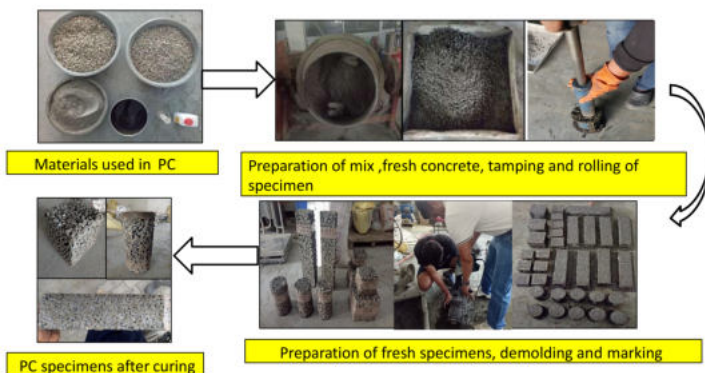 Materials used in PC
Preparation of mix ,fresh concrete, tamping and rolling of
specimen
Preparation of fresh specimens, demolding and marking
PC specimens after curing